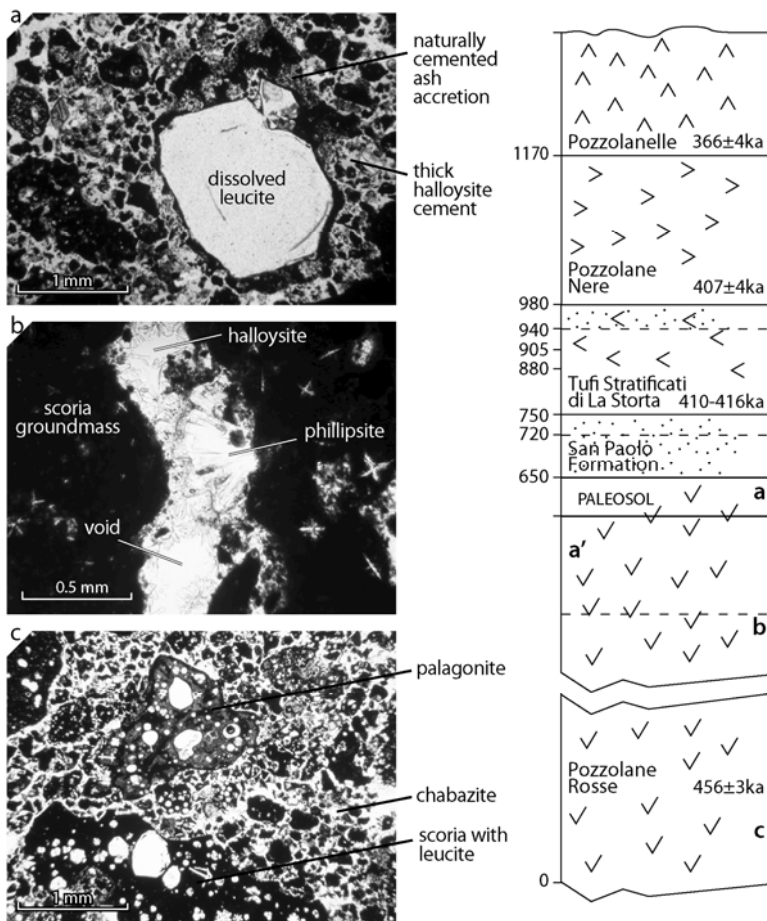 a
naturally
cemented
ash
accretion
dissolved
leucite
thick
halloysite
cement
1 mm
b
halloysite
scoria
groundmass
phillipsite
void
0.5 mm
c
palagonite
chabazite
scoria with
leucite
1 mm
Pozzolanelle 366±4ka
1170
Pozzolane
Nere 407±4ka
980
940
905
880
Tufi Stratificati
di La Storta 410-416ka
750
720
San Paolo
Formation
650
PALEOSOL a
a’
b
Pozzolane
Rosse 456±3ka
c
0